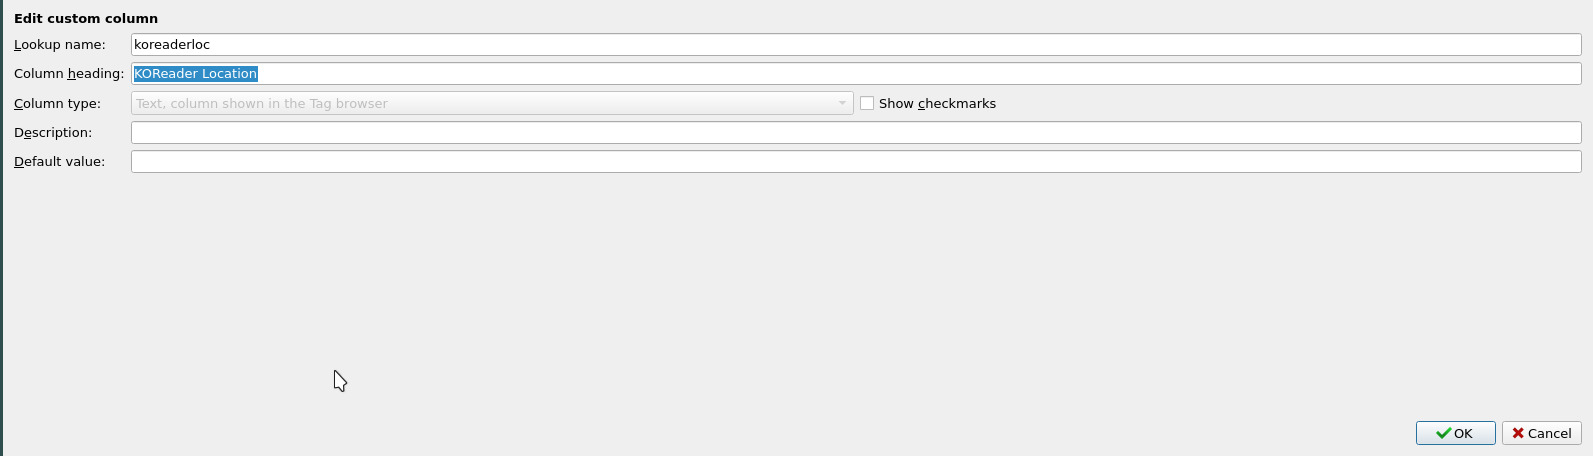 Edit custom column
Lookup name: koreaderloc
Column heading: KOReader Location
Column type: Text, column shown in the Tag browser Show checkmarks
Description:
Default value:
OK Cancel